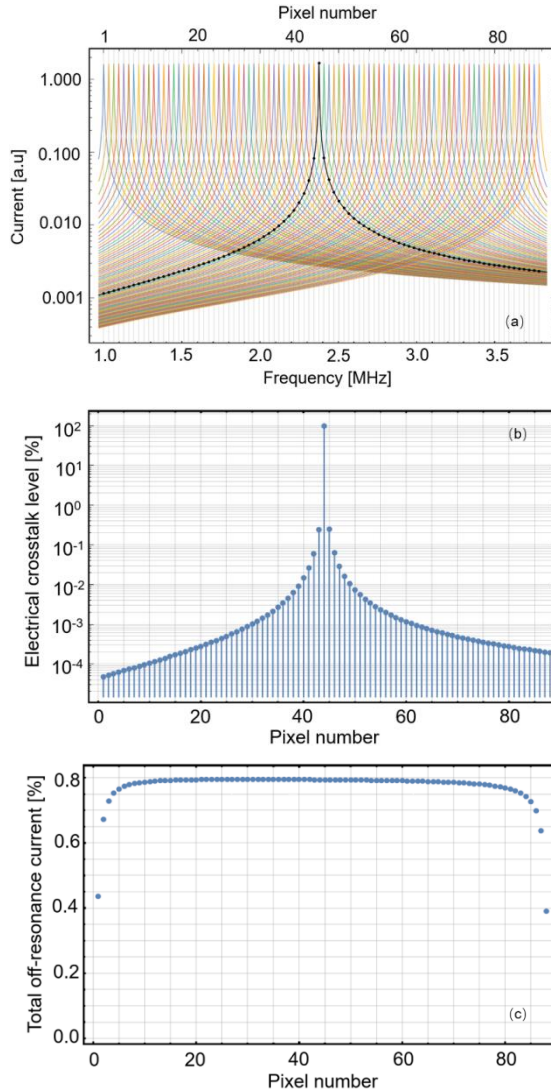 Pixel number
1 20 40 60 80
Current [a.u]
1.000
0.100
0.010
0.001
(a)
1.0 1.5 2.0 2.5 3.0 3.5
Frequency [MHz]
Electrical crosstalk level [%]
10²
10¹
10⁰
10⁻¹
10⁻²
10⁻³
10⁻⁴
(b)
0 20 40 60 80
Pixel number
Total off-resonance current [%]
0.8
0.6
0.4
0.2
0.0
(c)
0 20 40 60 80
Pixel number